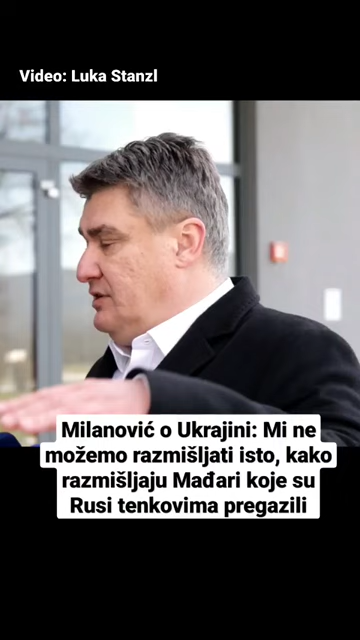 Video: Luka Stanzl
Milanović o Ukrajini: Mi ne
možemo razmišljati isto, kako
razmišljaju Mađari koje su
Rusi tenkovima pregazili